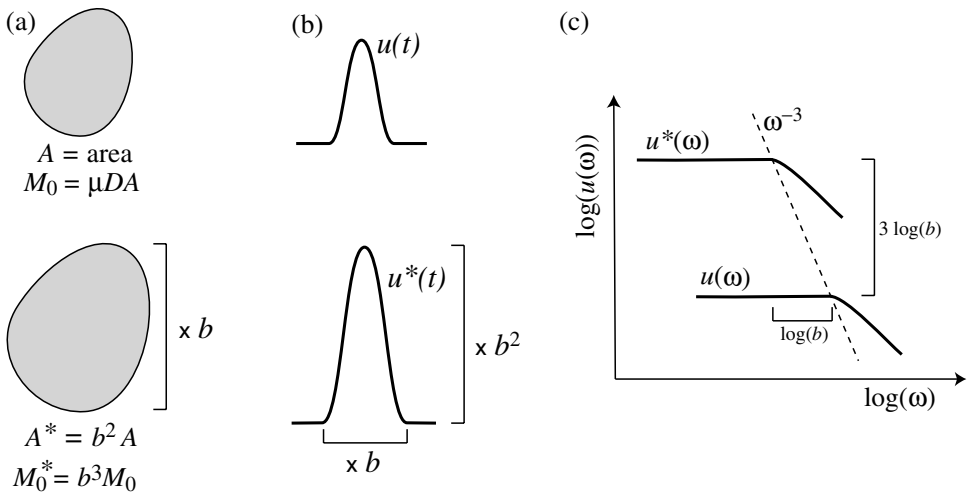 (a)
A = area
M₀ = μDA
x b
A* = b² A
M₀* = b³M₀
(b)
u(t)
u*(t)
x b²
x b
(c)
log(u(ω))
ω⁻³
u*(ω)
3 log(b)
u(ω)
log(b)
log(ω)